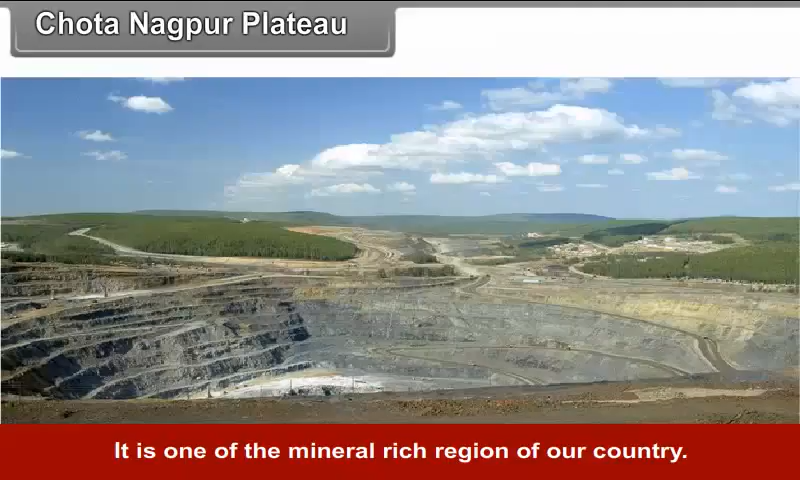 Chota Nagpur Plateau
It is one of the mineral rich region of our country.